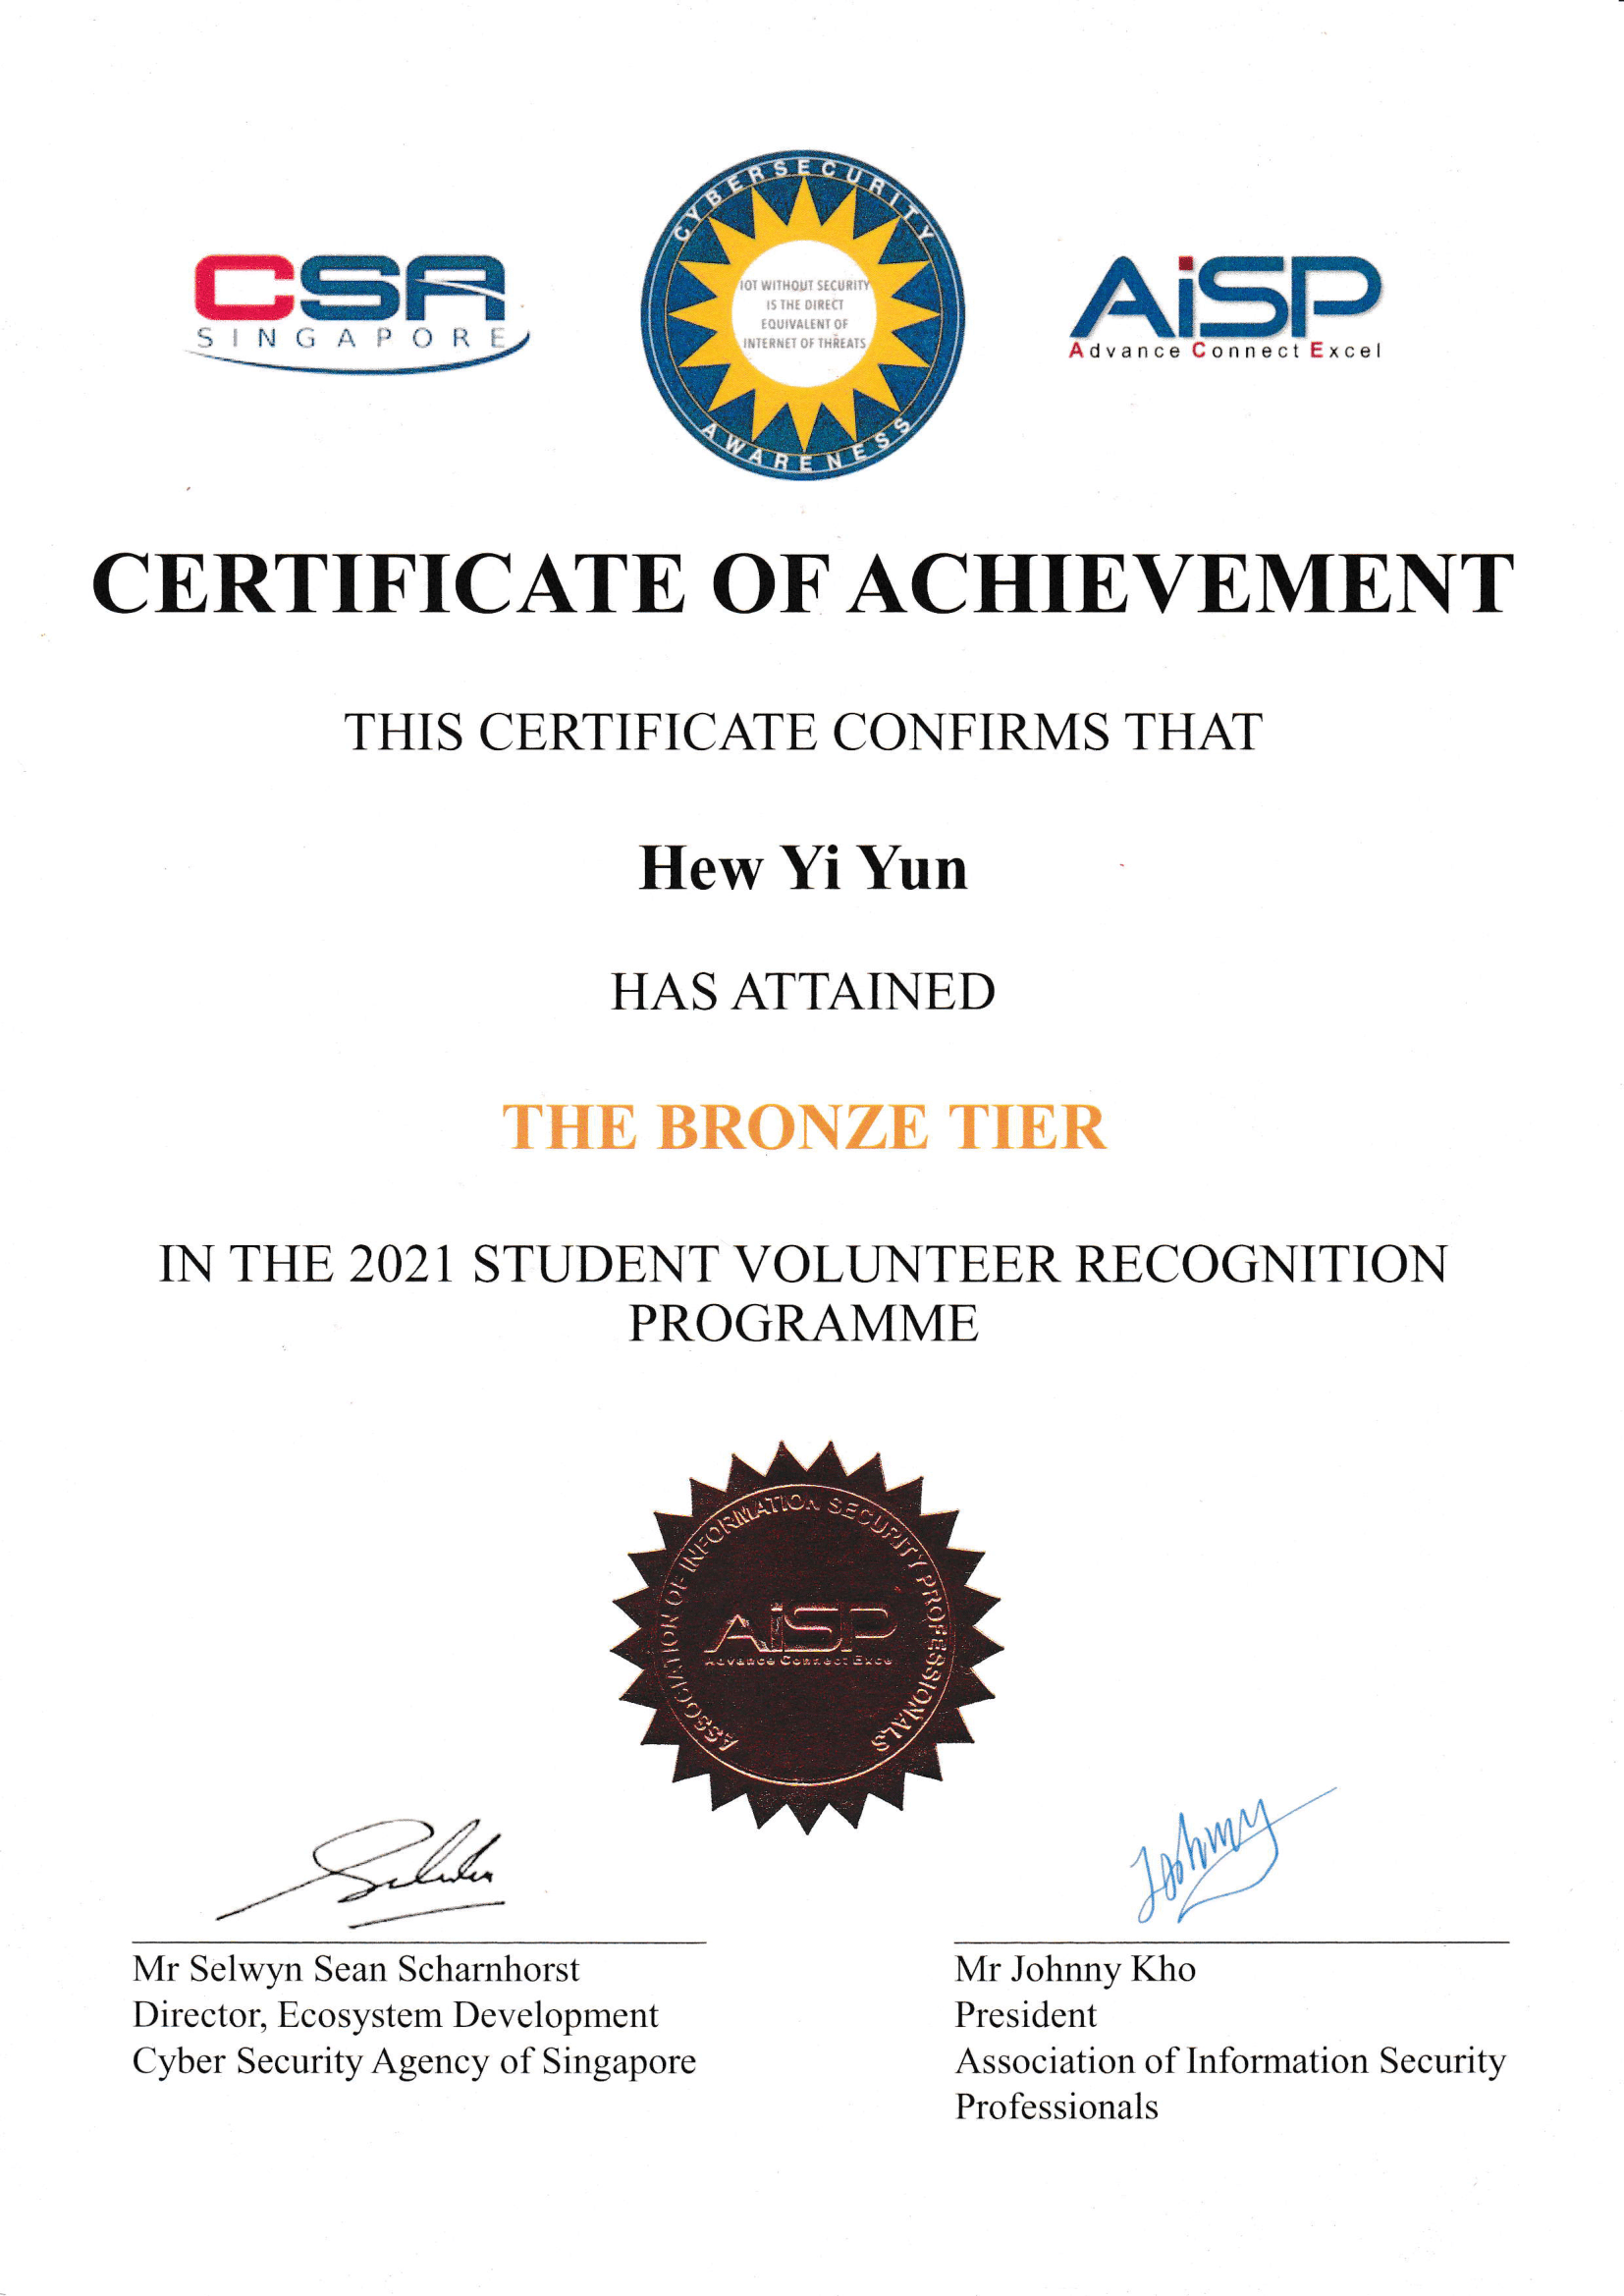 CSA
SINGAPORE
CYBERSECURITY
IOT WITHOUT SECURITY
IS THE DIRECT
EQUIVALENT OF
INTERNET OF THREATS
AWARENESS
AiSP
Advance Connect Excel
CERTIFICATE OF ACHIEVEMENT
THIS CERTIFICATE CONFIRMS THAT
Hew Yi Yun
HAS ATTAINED
THE BRONZE TIER
IN THE 2021 STUDENT VOLUNTEER RECOGNITION
PROGRAMME
ASSOCIATION OF INFORMATION SECURITY PROFESSIONALS
AiSP
Advance Connect Excel
Johnny
Mr Selwyn Sean Scharnhorst
Director, Ecosystem Development
Cyber Security Agency of Singapore
Mr Johnny Kho
President
Association of Information Security
Professionals